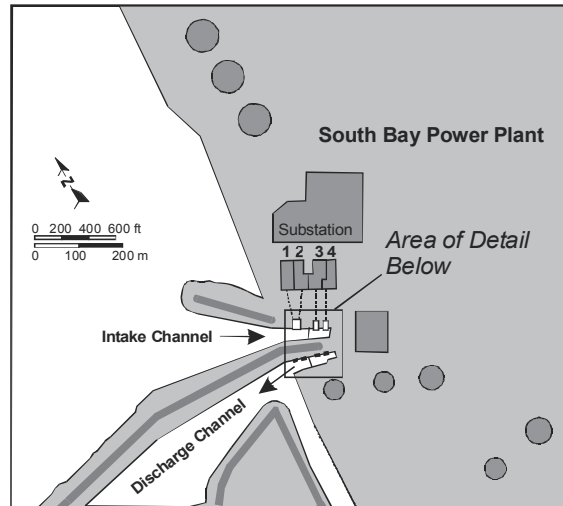 South Bay Power Plant
Substation
Area of Detail
Below
1 2 3 4
N
0 200 400 600 ft
0 100 200 m
Intake Channel
Discharge Channel